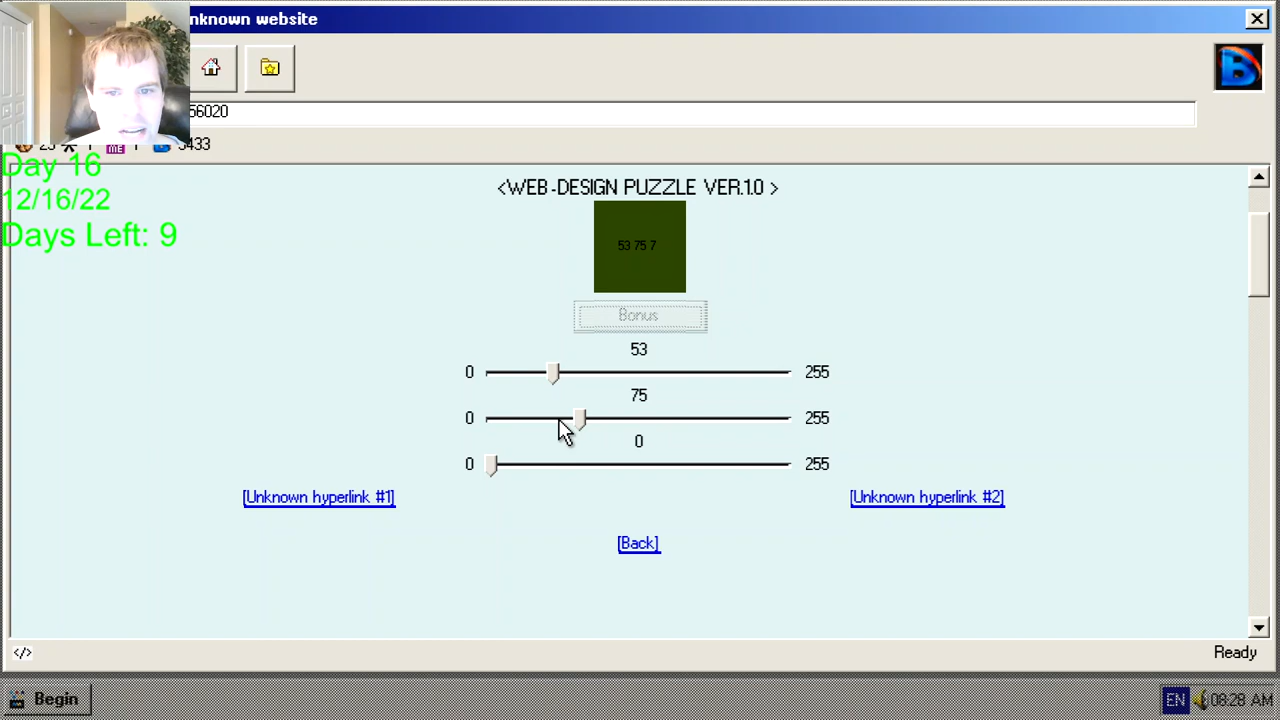 nknown website
56020
3433
Day 16
12/16/22
Days Left: 9
<WEB-DESIGN PUZZLE VER.1.0 >
53 75 7
Bonus
53
0 255
75
0 255
0
0 255
[Unknown hyperlink #1] [Unknown hyperlink #2]
[Back]
</> Ready
Begin EN 08:28 AM